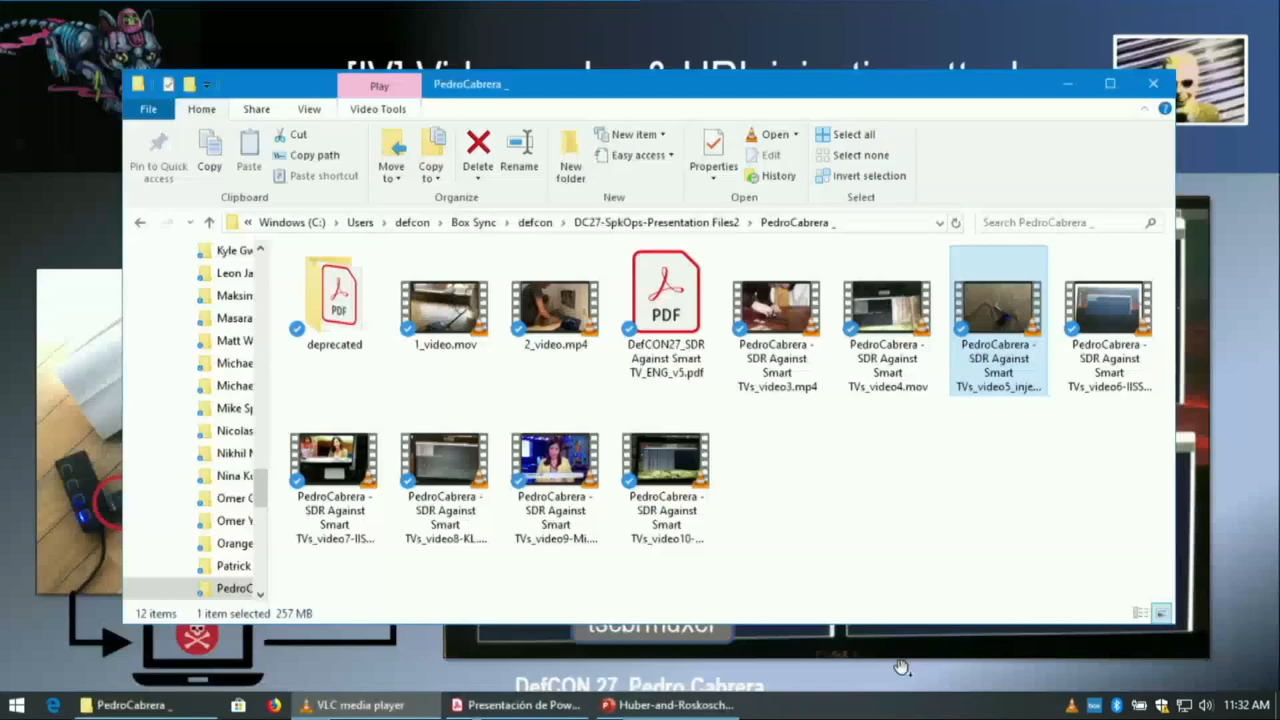 Play
PedroCabrera _
File
Home
Share
View
Video Tools
Pin to Quick access
Copy
Paste
Cut
Copy path
Paste shortcut
Move to
Copy to
Delete
Rename
New folder
New item
Easy access
Properties
Open
Edit
History
Select all
Select none
Invert selection
Clipboard
Organize
New
Open
Select
« Windows (C:) › Users › defcon › Box Sync › defcon › DC27-SpkOps-Presentation Files2 › PedroCabrera _
Search PedroCabrera _
Kyle Gw
Leon Ja
Maksim
Masara
Matt W
Michae
Michae
Mike Sp
Nicolas
Nikhil
Nina K
Omer
Omer Y
Orange
Patrick
PedroC
PDF
deprecated
1_video.mov
2_video.mp4
PDF
DefCON27_SDR
Against Smart
TV_ENG_v5.pdf
PedroCabrera -
SDR Against
Smart
TVs_video3.mp4
PedroCabrera -
SDR Against
Smart
TVs_video4.mov
PedroCabrera -
SDR Against
Smart
TVs_video5_inje...
PedroCabrera -
SDR Against
Smart
TVs_video6-IISS...
PedroCabrera -
SDR Against
Smart
TVs_video7-IIS...
PedroCabrera -
SDR Against
Smart
TVs_video8-KL....
PedroCabrera -
SDR Against
Smart
TVs_video9-Mi....
PedroCabrera -
SDR Against
Smart
TVs_video10-...
12 items
1 item selected 257 MB
DefCON 27, Pedro Cabrera
PedroCabrera _
VLC media player
Presentación de Pow...
Huber-and-Roskosch...
11:32 AM